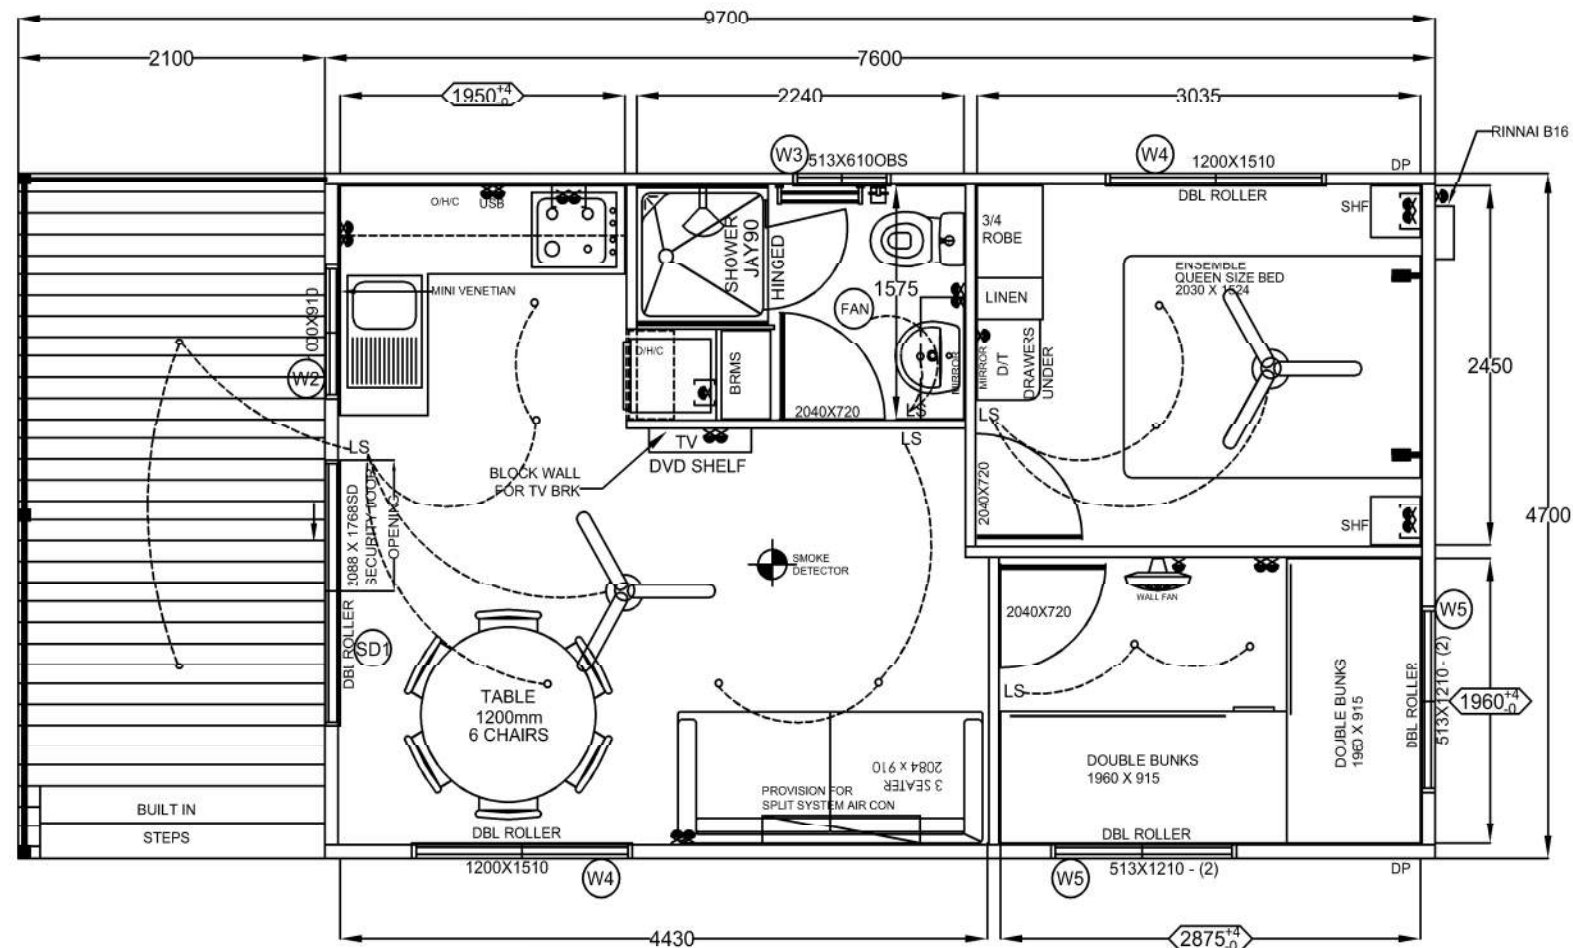 9700
2100
7600
1950 +4 -0
2240
3035
RINNAI B16
W3
513X610OBS
W4
1200X1510
DP
DBL ROLLER
O/H/C
USB
SHOWER
JAY90
HINGED
3/4
ROBE
SHF
ENSEMBLE
QUEEN SIZE BED
2030 X 1524
MINI VENETIAN
1575
LINEN
FAN
W2
O/H/C
BRMS
MIRROR
MIRROR
D/T
DRAWERS
UNDER
2450
2040X720
LS
LS
LS
LS
TV
DVD SHELF
BLOCK WALL
FOR TV BRK
2040X720
SHF
4700
1768SD
SECURITY DOOR
OPENING
SMOKE
DETECTOR
WALL FAN
2040X720
W5
DBL ROLLER
SD1
LS
TABLE
1200mm
6 CHAIRS
DOUBLE BUNKS
1960 X 915
DBL ROLLER
513X1210 - (2)
1960 +4 -0
3 SEATER
2084 x 910
DOUBLE BUNKS
1960 X 915
PROVISION FOR
SPLIT SYSTEM AIR CON
BUILT IN
STEPS
DBL ROLLER
1200X1510
W4
DBL ROLLER
W5
513X1210 - (2)
DP
4430
2875 +4 -0